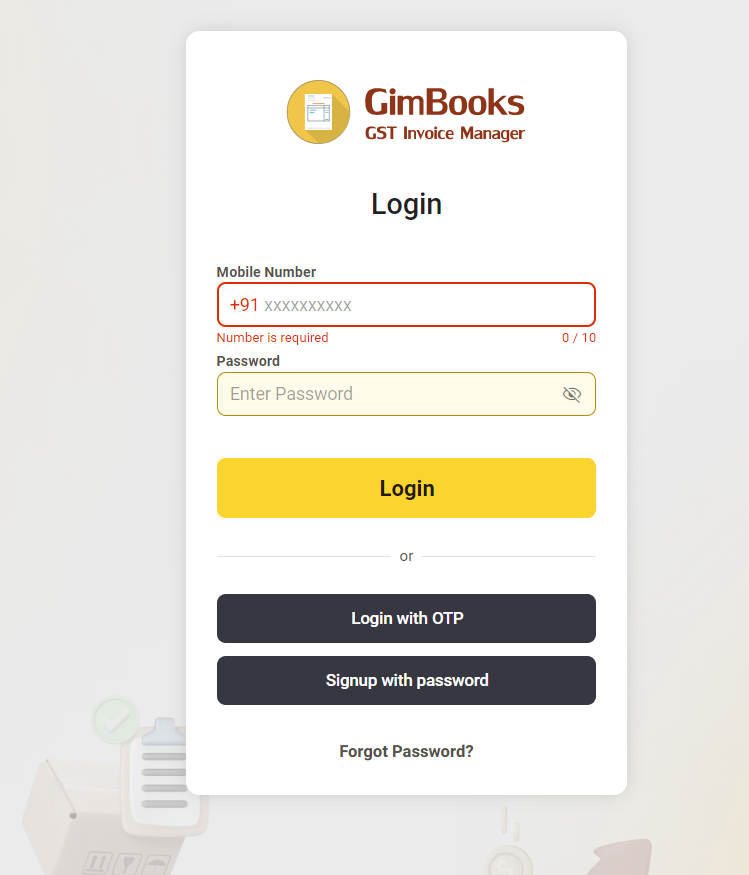 GimBooks
GST Invoice Manager
Login
Mobile Number
+91 xxxxxxxxxx
Number is required 0 / 10
Password
Enter Password
Login
or
Login with OTP
Signup with password
Forgot Password?